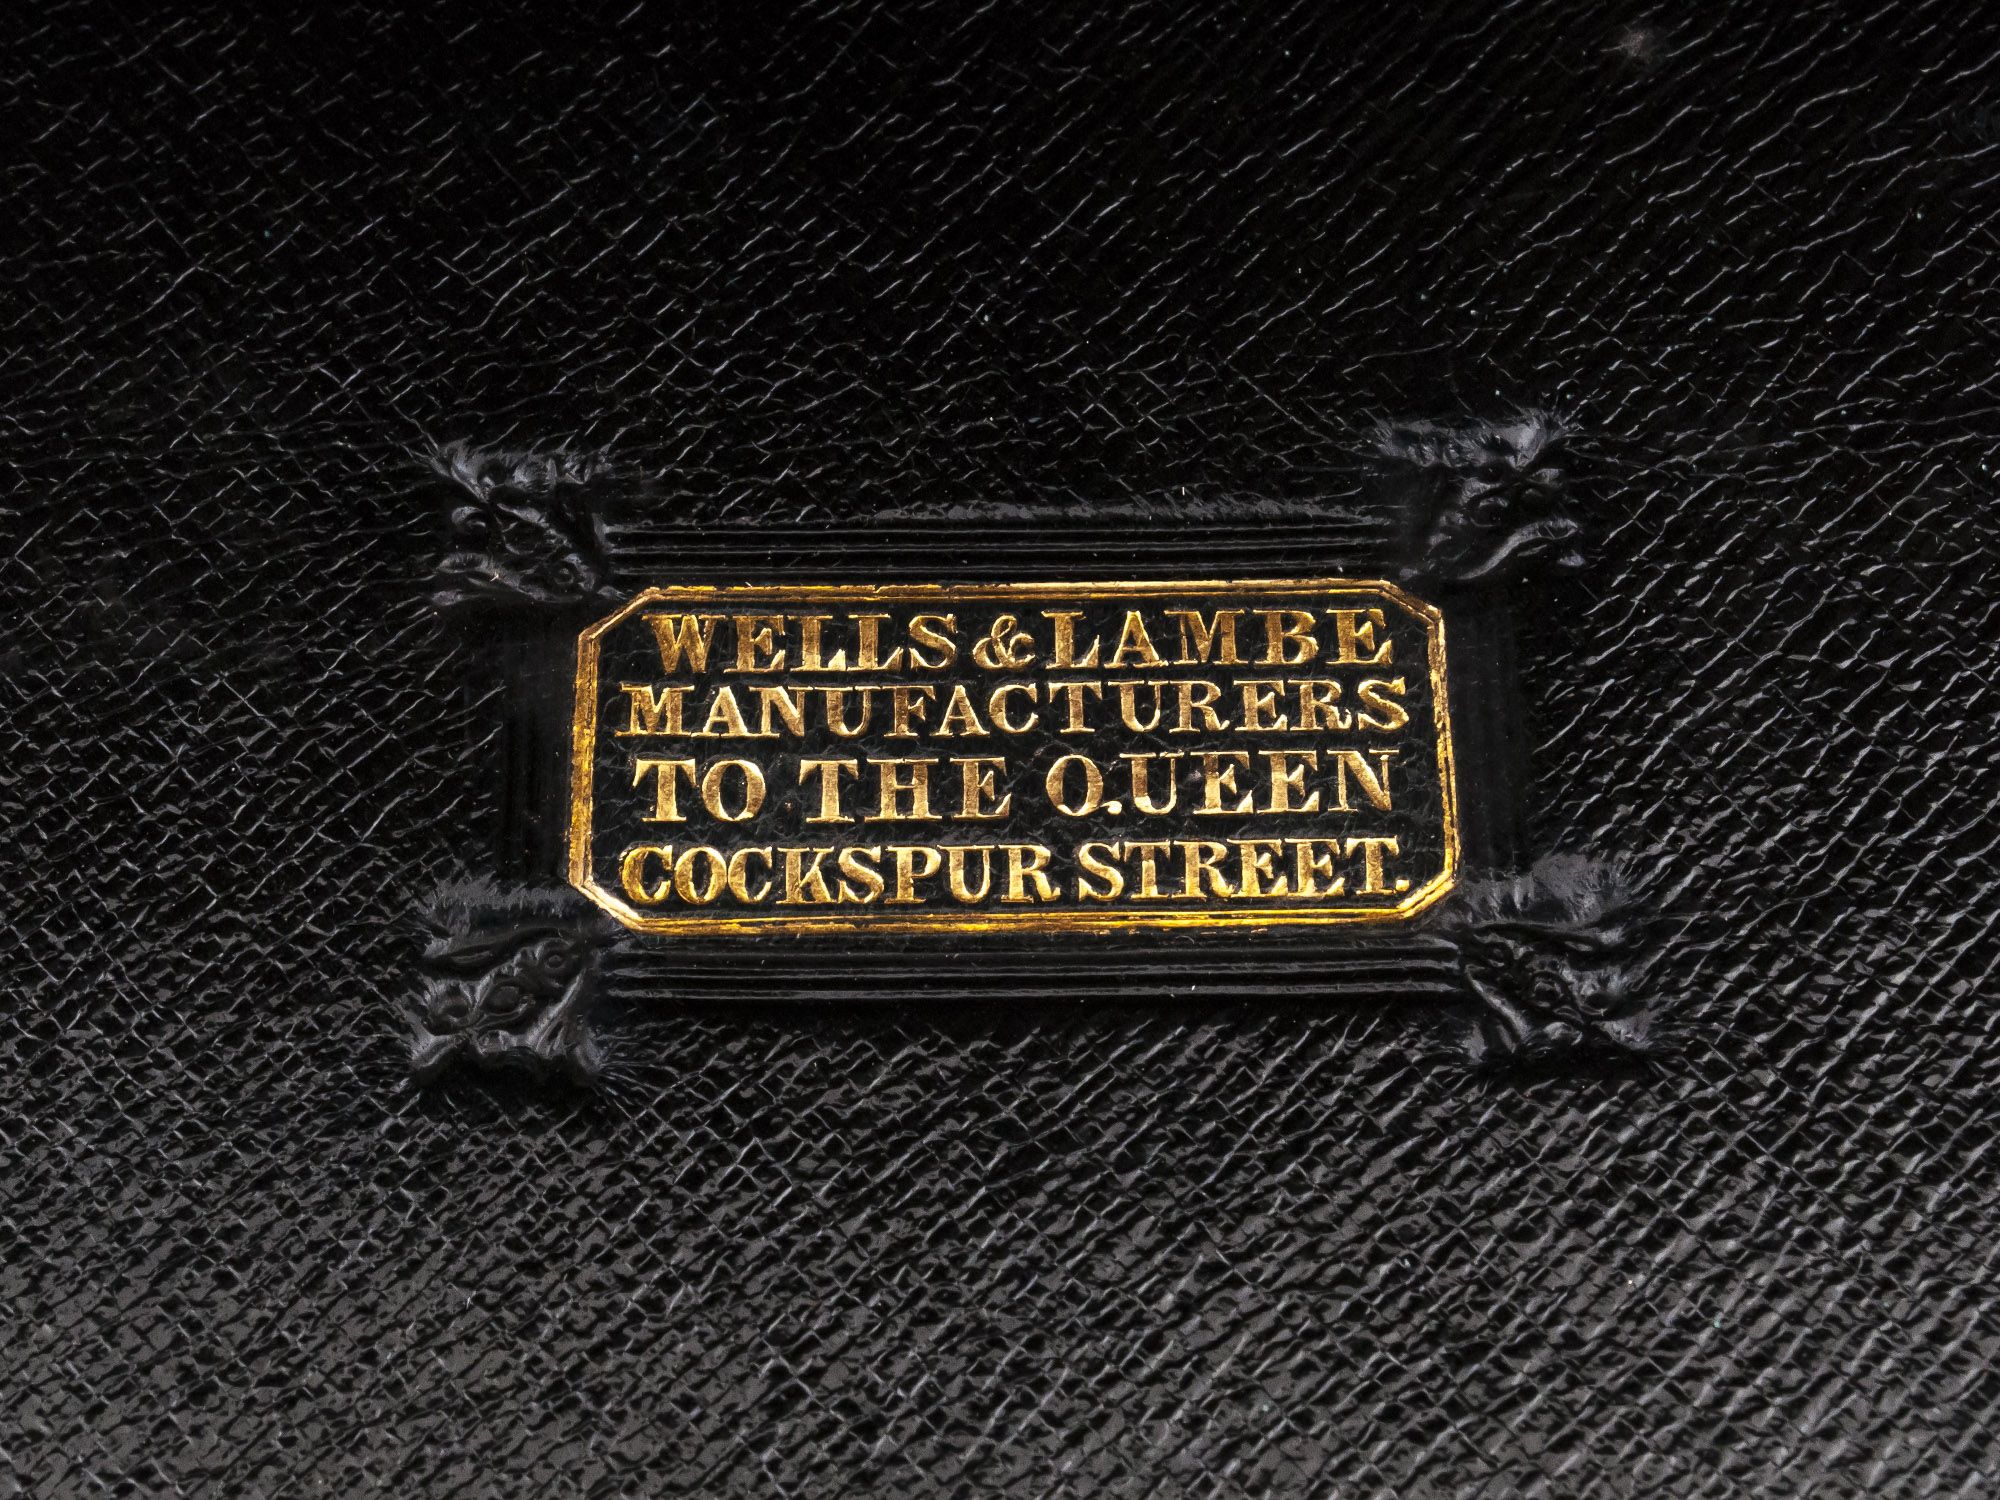 WELLS & LAMBE
MANUFACTURERS
TO THE QUEEN
COCKSPUR STREET.